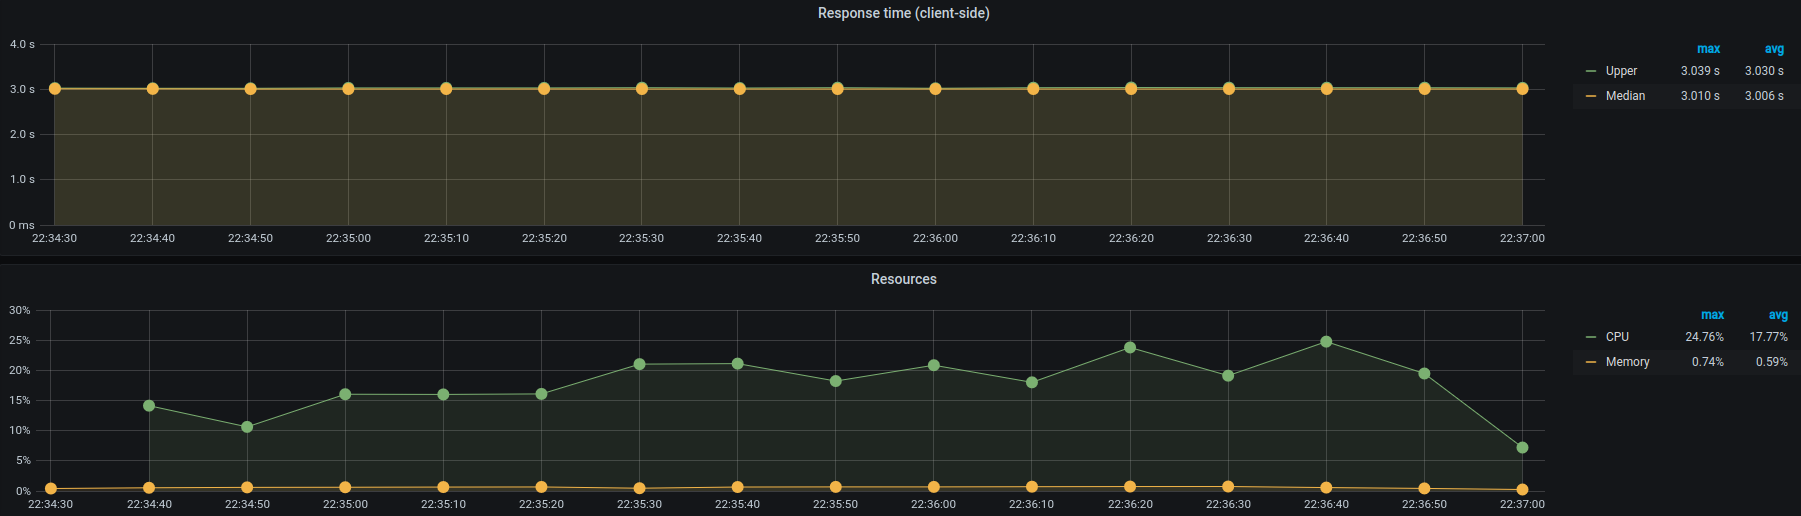 Response time (client-side)
4.0 s
3.0 s
2.0 s
1.0 s
0 ms
22:34:30 22:34:40 22:34:50 22:35:00 22:35:10 22:35:20 22:35:30 22:35:40 22:35:50 22:36:00 22:36:10 22:36:20 22:36:30 22:36:40 22:36:50 22:37:00
max avg
Upper 3.039 s 3.030 s
Median 3.010 s 3.006 s
Resources
30%
25%
20%
15%
10%
5%
0%
22:34:30 22:34:40 22:34:50 22:35:00 22:35:10 22:35:20 22:35:30 22:35:40 22:35:50 22:36:00 22:36:10 22:36:20 22:36:30 22:36:40 22:36:50 22:37:00
max avg
CPU 24.76% 17.77%
Memory 0.74% 0.59%